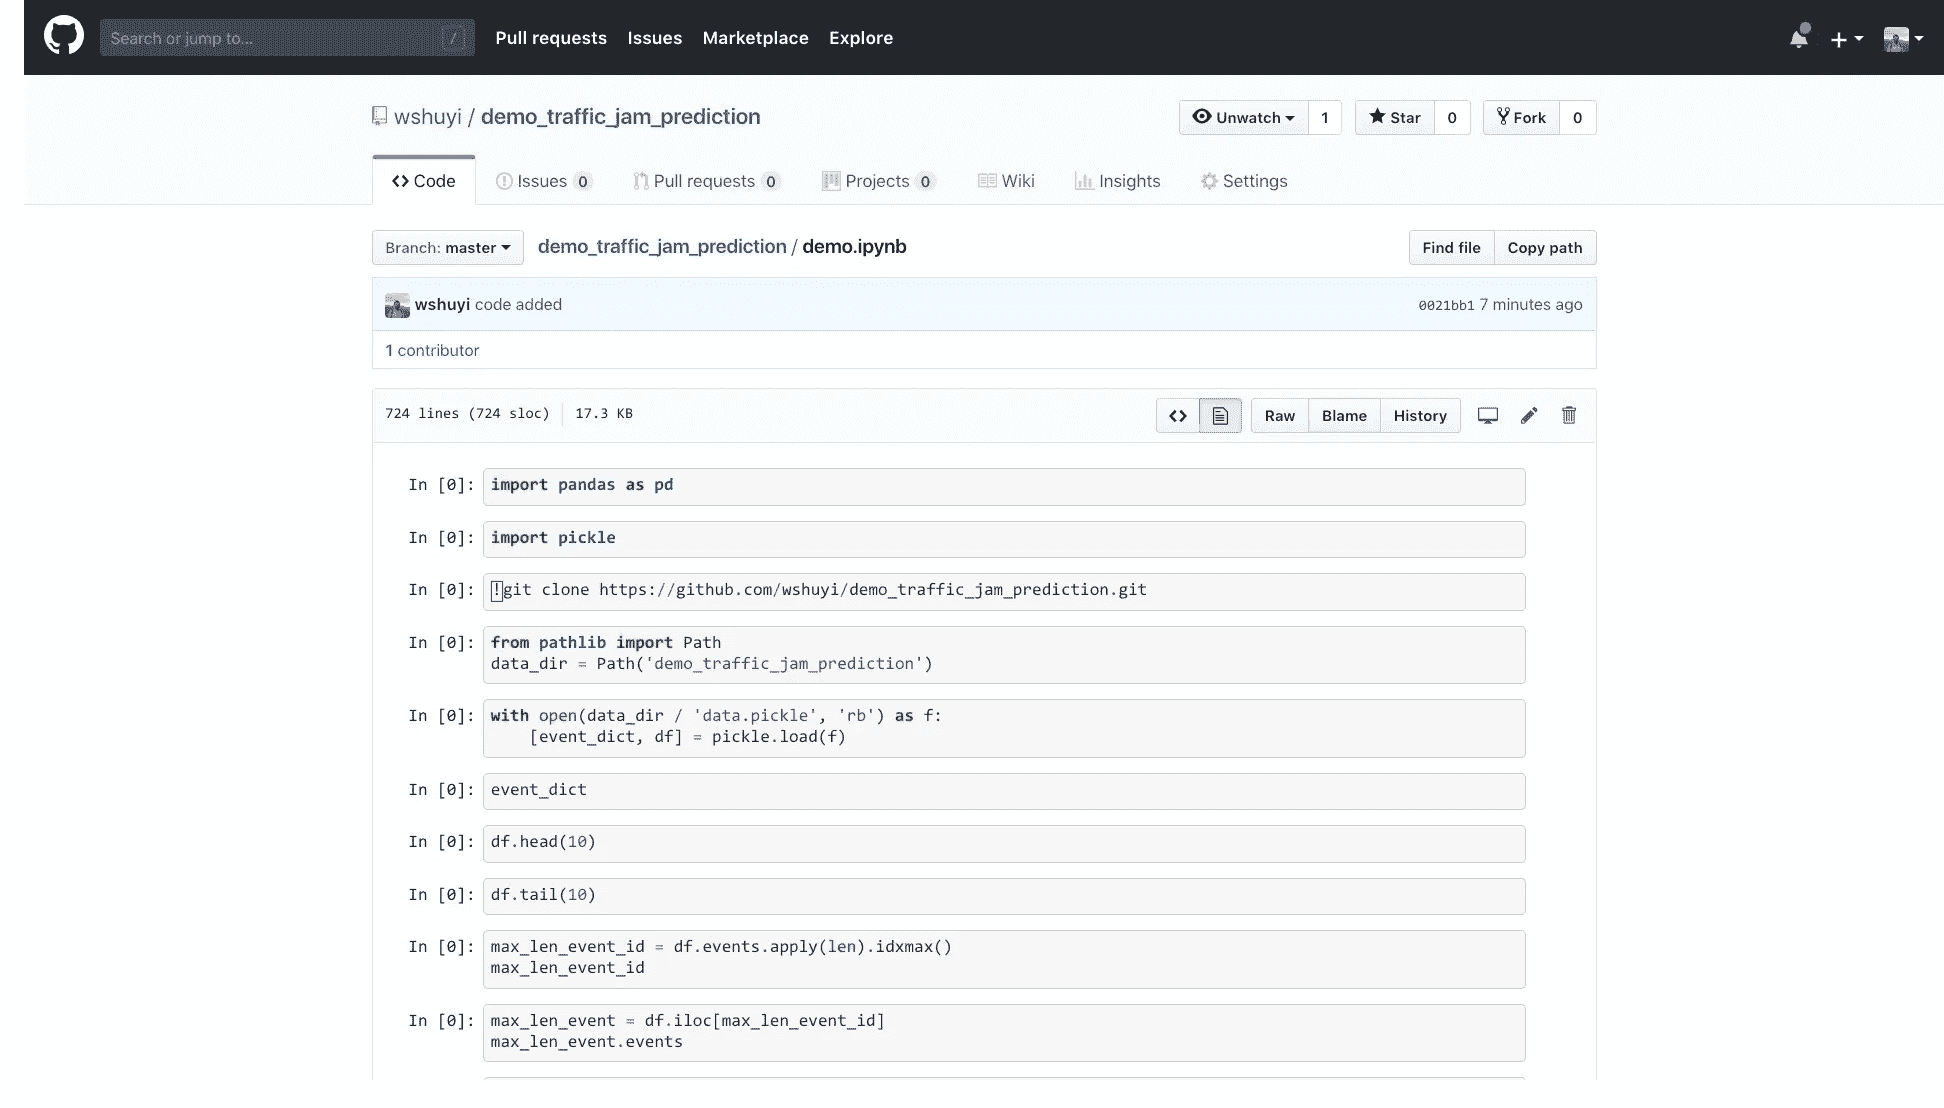 Search or jump to... / Pull requests Issues Marketplace Explore
wshuyi / demo_traffic_jam_prediction Unwatch 1 Star 0 Fork 0
Code Issues 0 Pull requests 0 Projects 0 Wiki Insights Settings
Branch: master demo_traffic_jam_prediction / demo.ipynb Find file Copy path
wshuyi code added 0021bb1 7 minutes ago
1 contributor
724 lines (724 sloc) 17.3 KB <> Raw Blame History
In [0]: import pandas as pd
In [0]: import pickle
In [0]: !git clone https://github.com/wshuyi/demo_traffic_jam_prediction.git
In [0]: from pathlib import Path
data_dir = Path('demo_traffic_jam_prediction')
In [0]: with open(data_dir / 'data.pickle', 'rb') as f:
    [event_dict, df] = pickle.load(f)
In [0]: event_dict
In [0]: df.head(10)
In [0]: df.tail(10)
In [0]: max_len_event_id = df.events.apply(len).idxmax()
max_len_event_id
In [0]: max_len_event = df.iloc[max_len_event_id]
max_len_event.events